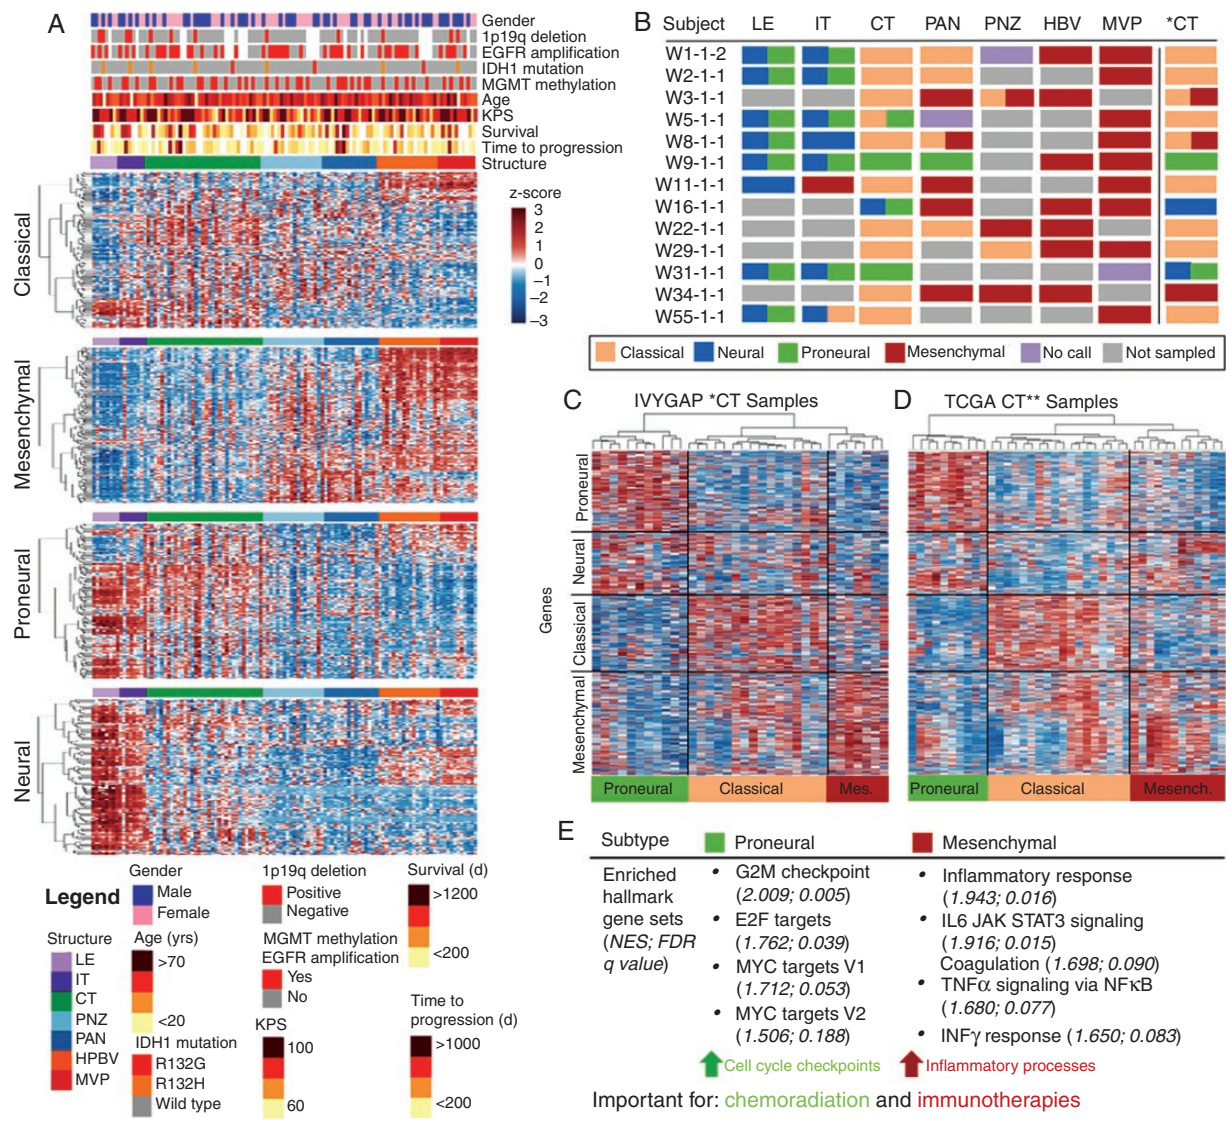 A
Gender
1p19q deletion
EGFR amplification
IDH1 mutation
MGMT methylation
Age
KPS
Survival
Time to progression
Structure
z-score
3
2
1
0
−1
−2
−3
Classical
Mesenchymal
Proneural
Neural
Legend
Structure
LE
IT
CT
PNZ
PAN
HPBV
MVP
Gender
Male
Female
Age (yrs)
>70
<20
IDH1 mutation
R132G
R132H
Wild type
1p19q deletion
Positive
Negative
MGMT methylation
EGFR amplification
Yes
No
KPS
100
60
Survival (d)
>1200
<200
Time to
progression (d)
>1000
<200
B
Subject LE IT CT PAN PNZ HBV MVP *CT
W1-1-2
W2-1-1
W3-1-1
W5-1-1
W8-1-1
W9-1-1
W11-1-1
W16-1-1
W22-1-1
W29-1-1
W31-1-1
W34-1-1
W55-1-1
Classical Neural Proneural Mesenchymal No call Not sampled
C
IVYGAP *CT Samples
Genes
Proneural
Neural
Classical
Mesenchymal
Proneural Classical Mes.
D
TCGA CT** Samples
Proneural Classical Mesench.
E
Subtype Proneural Mesenchymal
Enriched
hallmark
gene sets
(NES; FDR
q value)
• G2M checkpoint
(2.009; 0.005)
• E2F targets
(1.762; 0.039)
• MYC targets V1
(1.712; 0.053)
• MYC targets V2
(1.506; 0.188)
Cell cycle checkpoints
• Inflammatory response
(1.943; 0.016)
• IL6 JAK STAT3 signaling
(1.916; 0.015)
Coagulation (1.698; 0.090)
• TNFα signaling via NFκB
(1.680; 0.077)
• INFγ response (1.650; 0.083)
Inflammatory processes
Important for: chemoradiation and immunotherapies